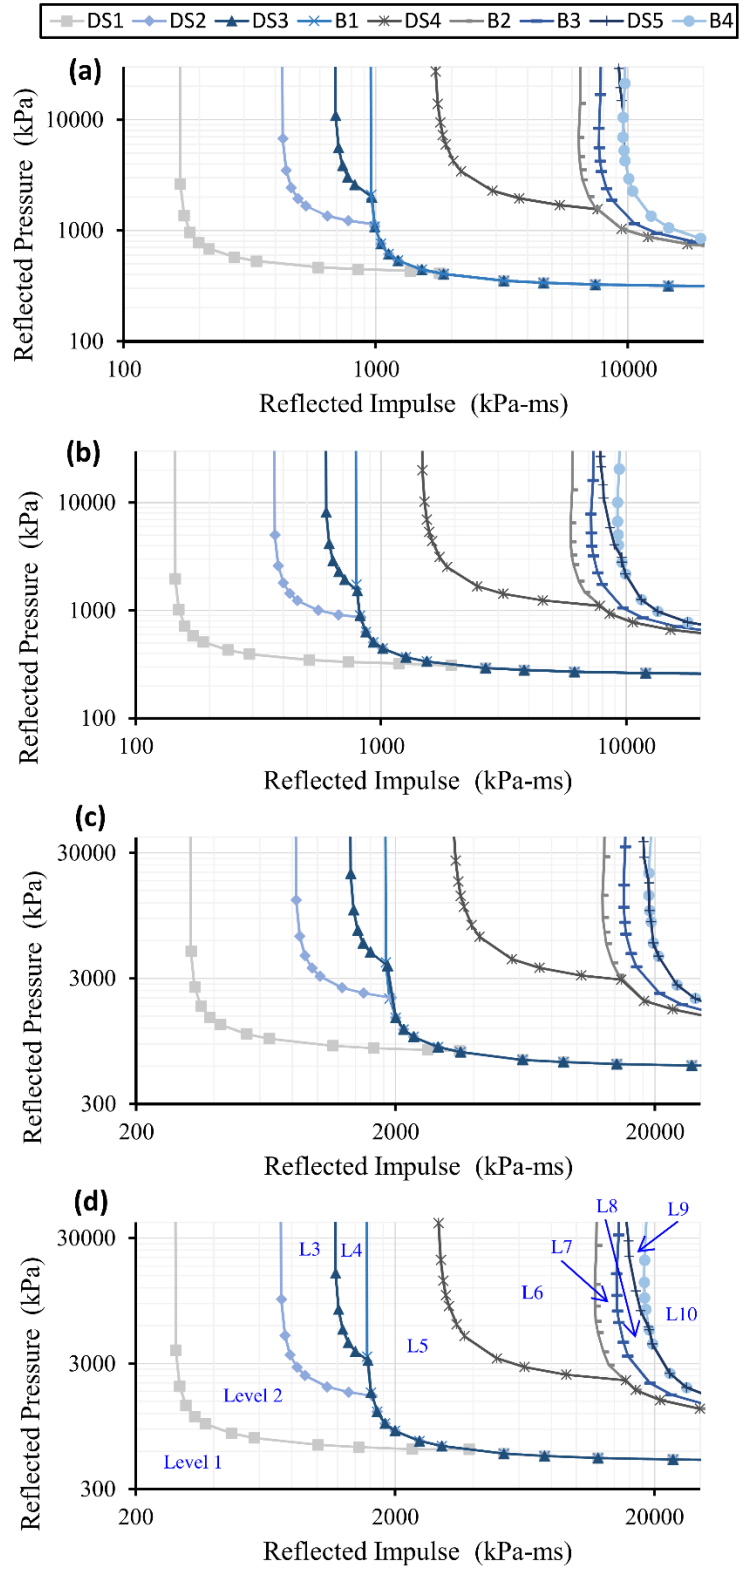 DS1 DS2 DS3 B1 DS4 B2 B3 DS5 B4
(a)
Reflected Pressure (kPa)
10000
1000
100
100 1000 10000
Reflected Impulse (kPa-ms)
(b)
Reflected Pressure (kPa)
10000
1000
100
100 1000 10000
Reflected Impulse (kPa-ms)
(c)
Reflected Pressure (kPa)
30000
3000
300
200 2000 20000
Reflected Impulse (kPa-ms)
(d)
Reflected Pressure (kPa)
30000
3000
300
L8 L9
L3 L4 L7
L6
L10
L5
Level 2
Level 1
200 2000 20000
Reflected Impulse (kPa-ms)